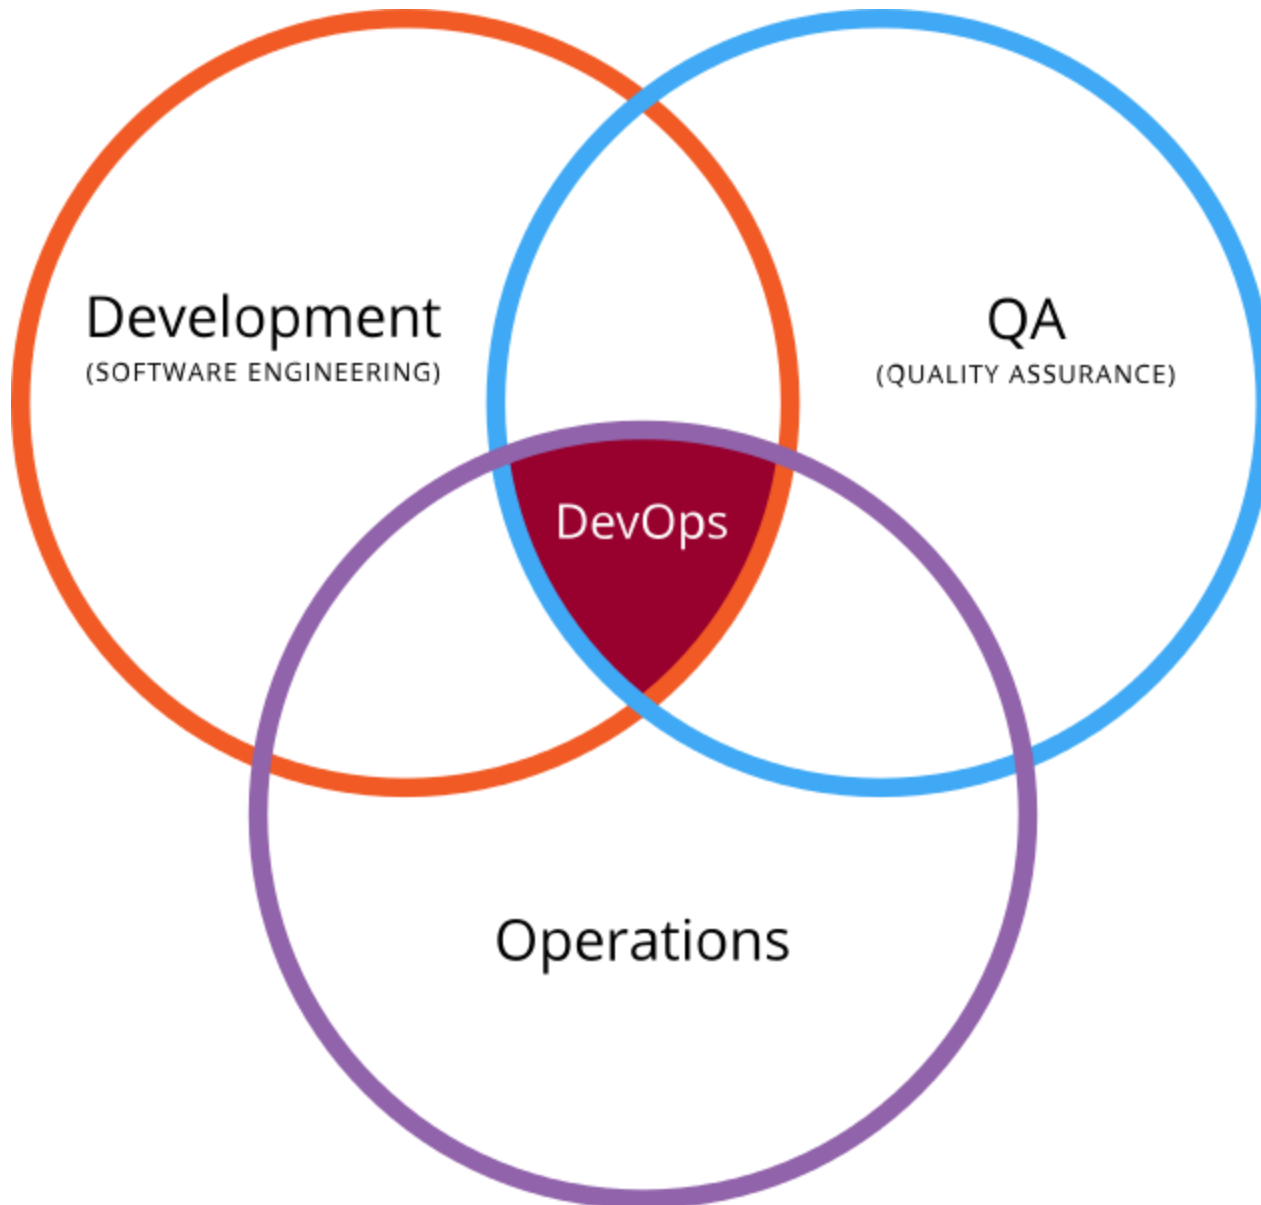 Development
(SOFTWARE ENGINEERING)
QA
(QUALITY ASSURANCE)
DevOps
Operations